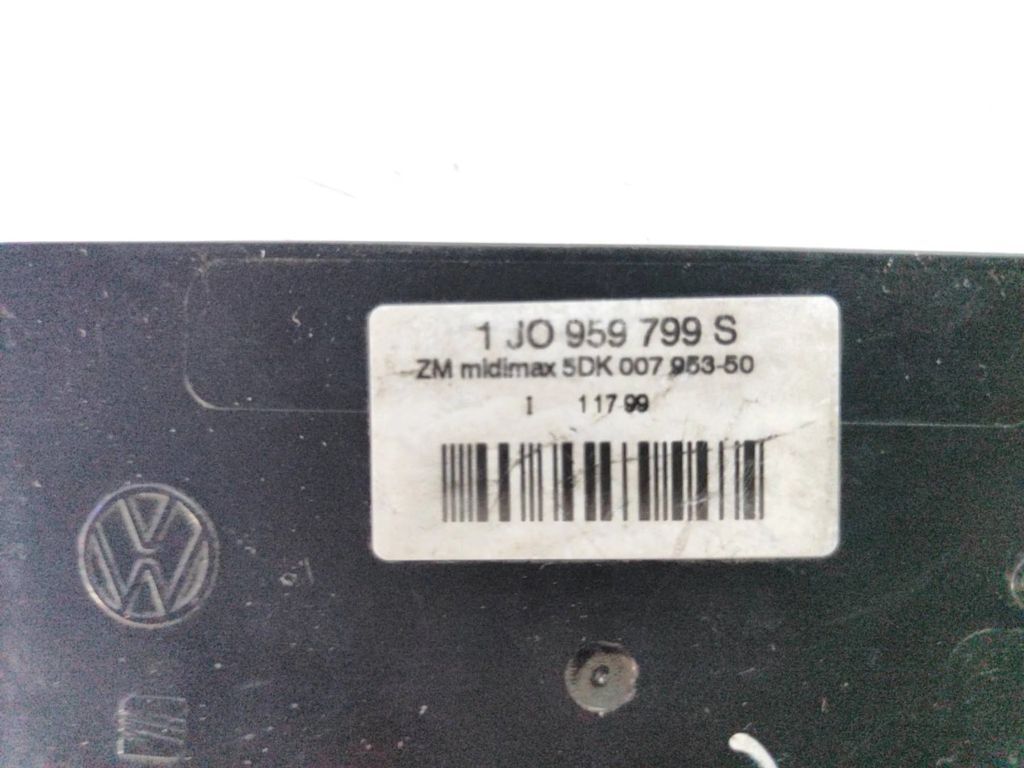 1 JO 959 799 S
ZM midimax 5DK 007 953-50
I 117 99